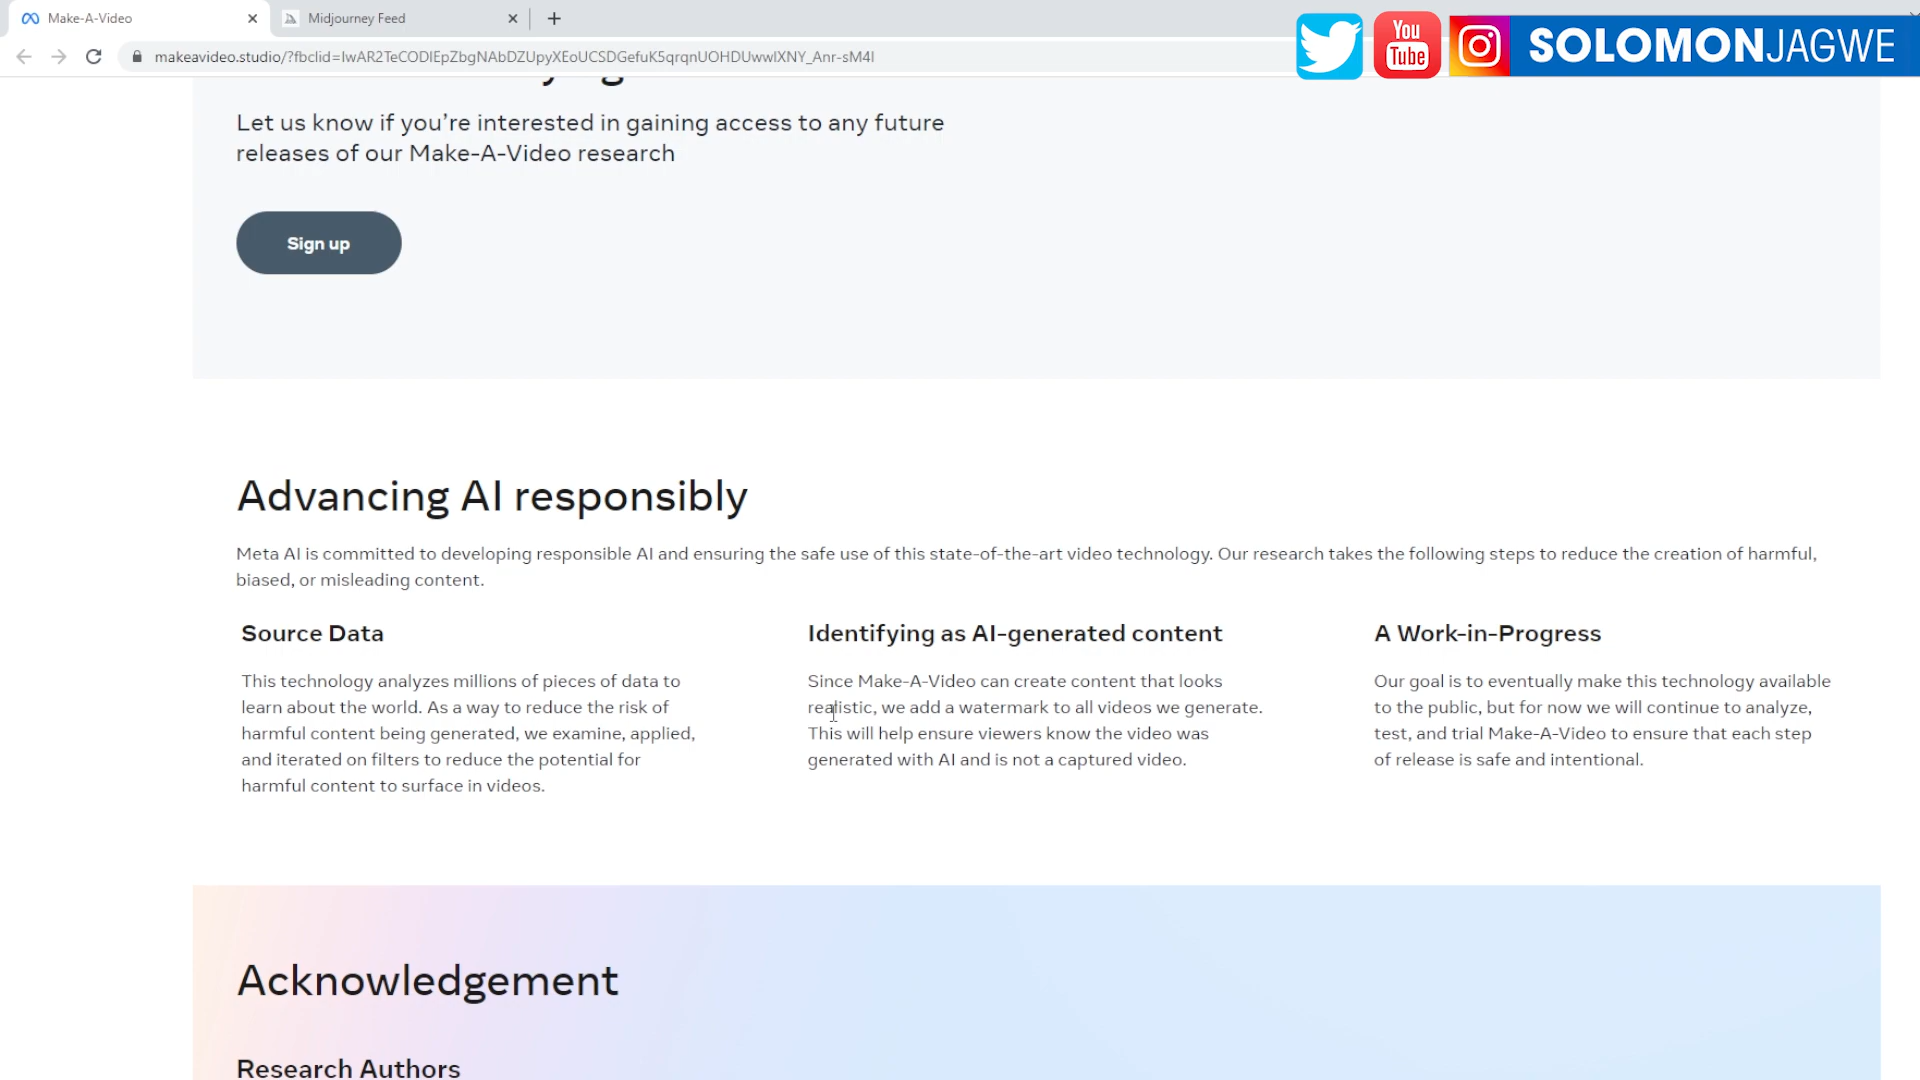 Make-A-Video
Midjourney Feed
makeavideo.studio/?fbclid=IwAR2TeCODIEpZbgNAbDZUpyXEoUCSDGefuK5qrqnUOHDUwwlXNY_Anr-sM4I
You
Tube
SOLOMONJAGWE
Let us know if you’re interested in gaining access to any future
releases of our Make-A-Video research
Sign up
Advancing AI responsibly
Meta AI is committed to developing responsible AI and ensuring the safe use of this state-of-the-art video technology. Our research takes the following steps to reduce the creation of harmful,
biased, or misleading content.
Source Data
This technology analyzes millions of pieces of data to
learn about the world. As a way to reduce the risk of
harmful content being generated, we examine, applied,
and iterated on filters to reduce the potential for
harmful content to surface in videos.
Identifying as AI-generated content
Since Make-A-Video can create content that looks
realistic, we add a watermark to all videos we generate.
This will help ensure viewers know the video was
generated with AI and is not a captured video.
A Work-in-Progress
Our goal is to eventually make this technology available
to the public, but for now we will continue to analyze,
test, and trial Make-A-Video to ensure that each step
of release is safe and intentional.
Acknowledgement
Research Authors